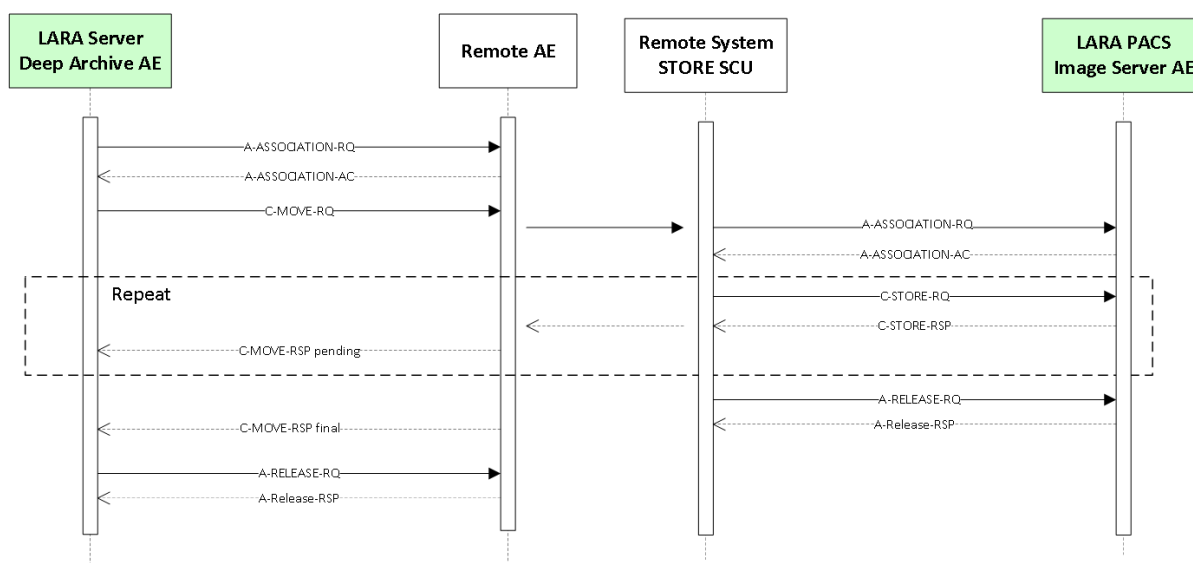 LARA Server
Deep Archive AE
Remote AE
Remote System
STORE SCU
LARA PACS
Image Server AE
A-ASSOCIATION-RQ
A-ASSOCIATION-AC
C-MOVE-RQ
A-ASSOCIATION-RQ
A-ASSOCIATION-AC
Repeat
C-STORE-RQ
C-STORE-RSP
C-MOVE-RSP pending
A-RELEASE-RQ
A-Release-RSP
C-MOVE-RSP final
A-RELEASE-RQ
A-Release-RSP